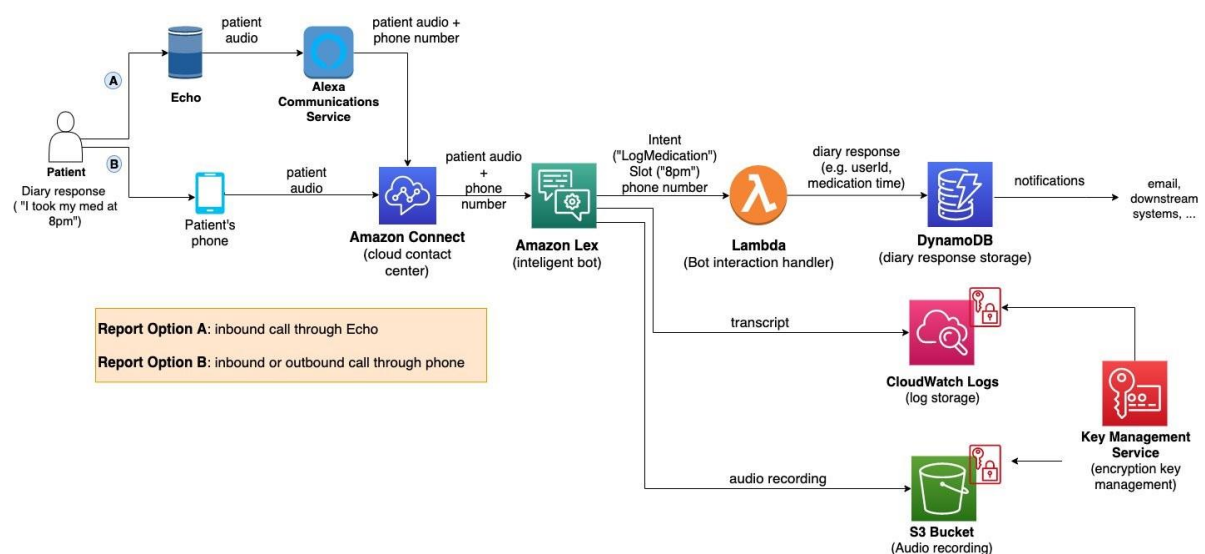 patient
audio
patient audio +
phone number
A
Echo
Alexa
Communications
Service
B
Patient
Diary response
( "I took my med at
8pm")
Patient's
phone
patient
audio
Amazon Connect
(cloud contact
center)
patient audio
+
phone
number
Amazon Lex
(inteligent bot)
Intent
("LogMedication")
Slot ("8pm")
phone number
Lambda
(Bot interaction handler)
diary response
(e.g. userId,
medication time)
DynamoDB
(diary response storage)
notifications
email,
downstream
systems, ...
Report Option A: inbound call through Echo
Report Option B: inbound or outbound call through phone
transcript
CloudWatch Logs
(log storage)
Key Management
Service
(encryption key
management)
audio recording
S3 Bucket
(Audio recording)